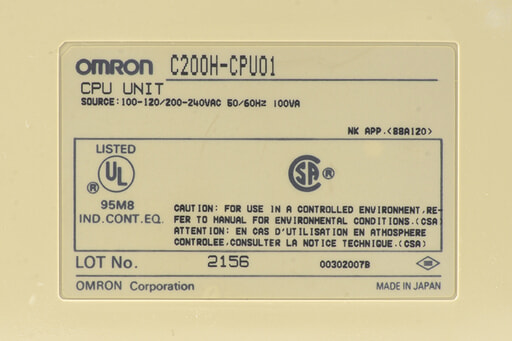 OMRON C200H-CPU01
CPU UNIT
SOURCE:100-120/200-240VAC 50/60Hz 100VA
NK APP.<88A120>
LISTED
UL
®
95M8
IND.CONT.EQ.
SA
®
CAUTION: FOR USE IN A CONTROLLED ENVIRONMENT,RE-
FER TO MANUAL FOR ENVIRONMENTAL CONDITIONS.(CSA)
ATTENTION: EN CAS D'UTILISATION EN ATMOSPHERE
CONTROLEE,CONSULTER LA NOTICE TECHNIQUE.(CSA)
LOT No. 2156 00302007B
OMRON Corporation MADE IN JAPAN